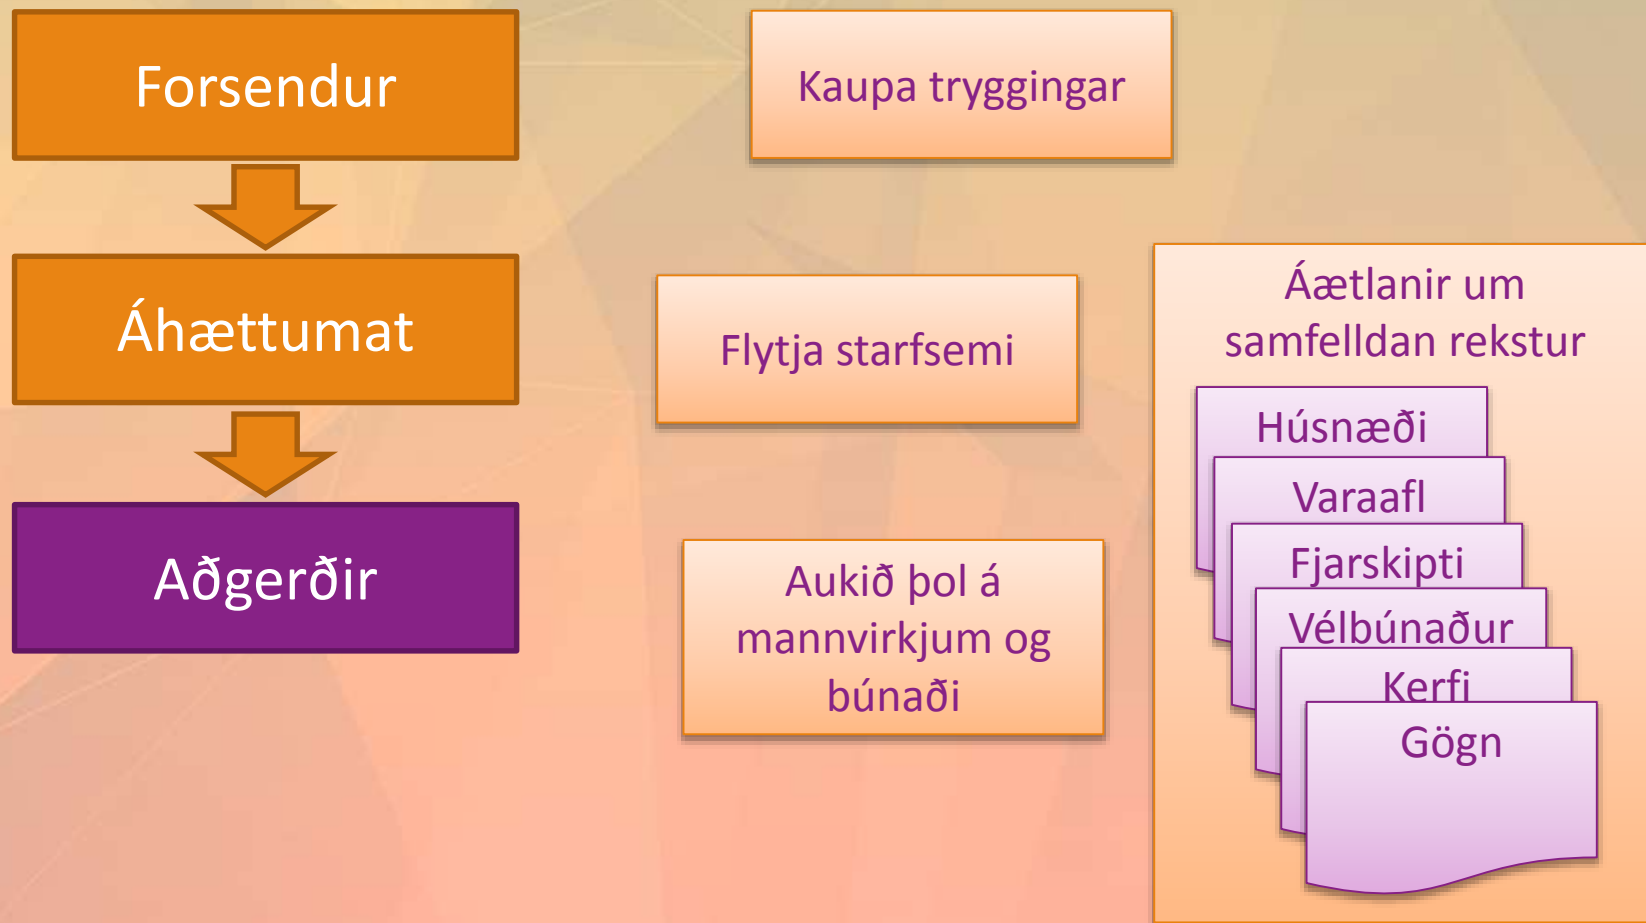 Forsendur
Áhættumat
Aðgerðir
Kaupa tryggingar
Flytja starfsemi
Aukið þol á
mannvirkjum og
búnaði
Áætlanir um
samfelldan rekstur
Húsnæði
Varaafl
Fjarskipti
Vélbúnaður
Kerfi
Gögn